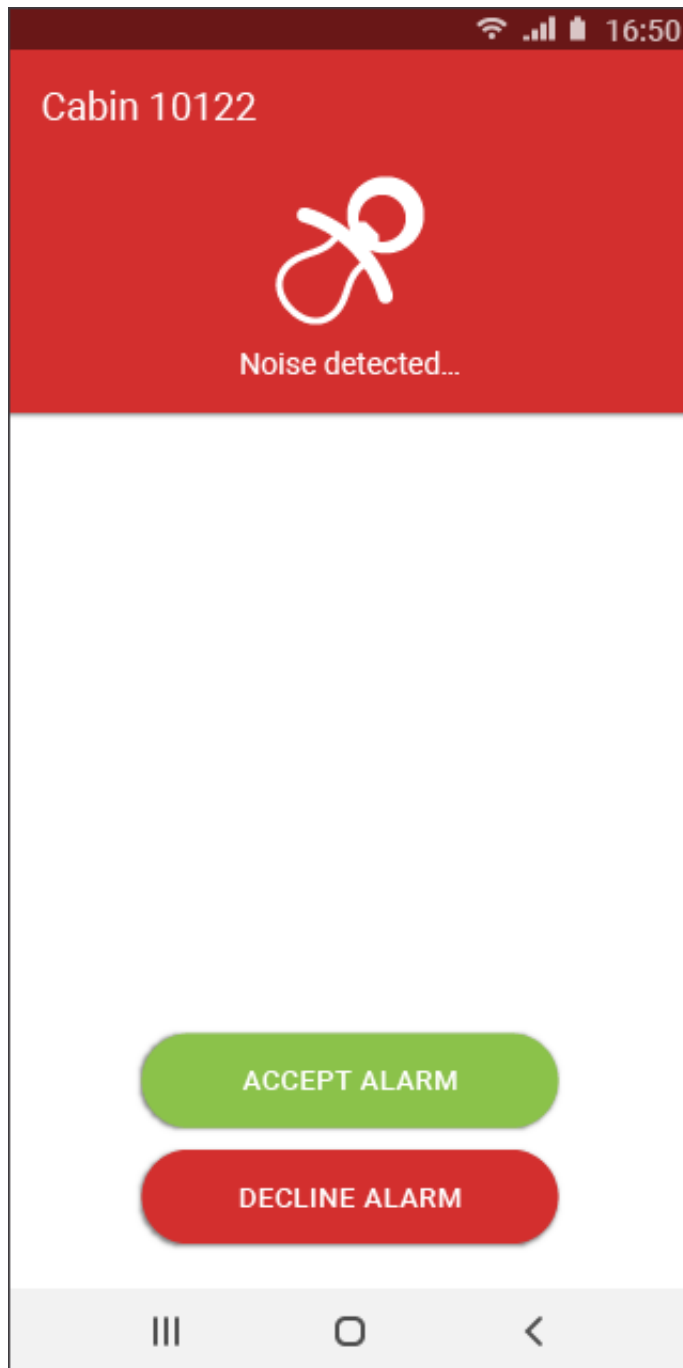 16:50
Cabin 10122
Noise detected...
ACCEPT ALARM
DECLINE ALARM